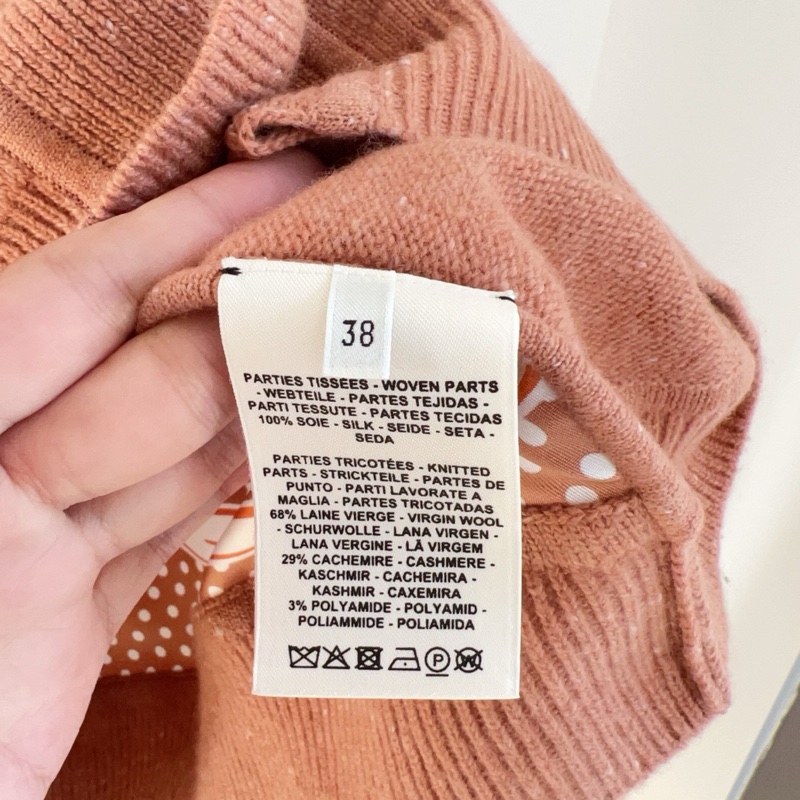 38
PARTIES TISSÉES - WOVEN PARTS
- WEBTEILE - PARTES TEJIDAS -
PARTI TESSUTE - PARTES TECIDAS
100% SOIE - SILK - SEIDE - SETA -
SEDA
PARTIES TRICOTÉES - KNITTED
PARTS - STRICKTEILE - PARTES DE
PUNTO - PARTI LAVORATE A
MAGLIA - PARTES TRICOTADAS
68% LAINE VIERGE - VIRGIN WOOL
- SCHURWOLLE - LANA VIRGEN -
LANA VERGINE - LÃ VIRGEM
29% CACHEMIRE - CASHMERE -
KASCHMIR - CACHEMIRA -
KASHMIR - CAXEMIRA
3% POLYAMIDE - POLYAMID -
POLIAMMIDE - POLIAMIDA
P W